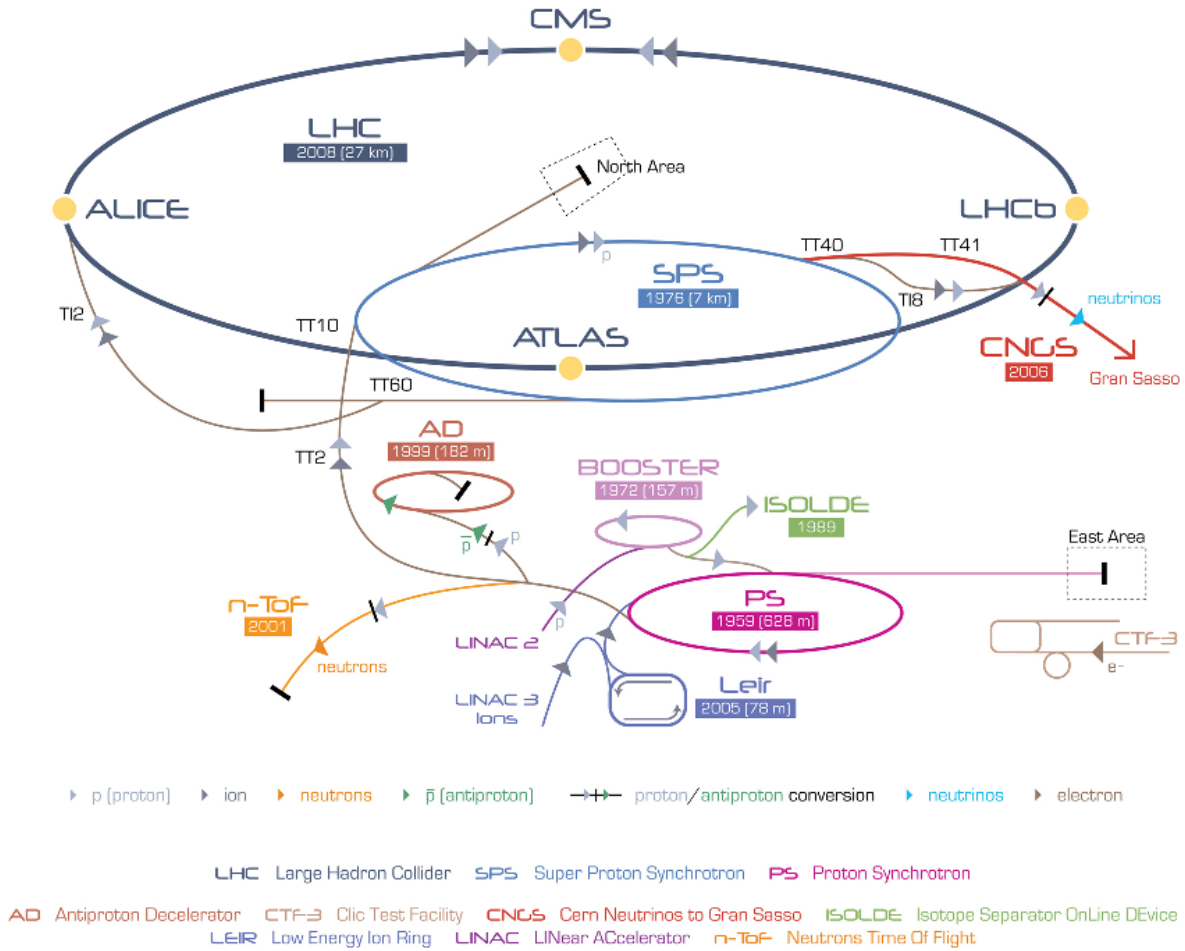 CMS
LHC
2008 (27 km)
North Area
ALICE
LHCb
TT40
TT41
p
SPS
1976 (7 km)
TI8
neutrinos
TI2
TT10
ATLAS
CNGS
2006
Gran Sasso
TT60
AD
1999 (182 m)
TT2
BOOSTER
1972 (157 m)
ISOLDE
1989
p̅
p
East Area
n-ToF
2001
PS
1959 (628 m)
LINAC 2
p
neutrons
CTF-3
e-
LINAC 3
Ions
Leir
2005 (78 m)
p (proton) ion neutrons p̅ (antiproton) proton/antiproton conversion neutrinos electron
LHC Large Hadron Collider SPS Super Proton Synchrotron PS Proton Synchrotron
AD Antiproton Decelerator CTF-3 Clic Test Facility CNGS Cern Neutrinos to Gran Sasso ISOLDE Isotope Separator OnLine DEvice
LEIR Low Energy Ion Ring LINAC LINear ACcelerator n-ToF Neutrons Time Of Flight